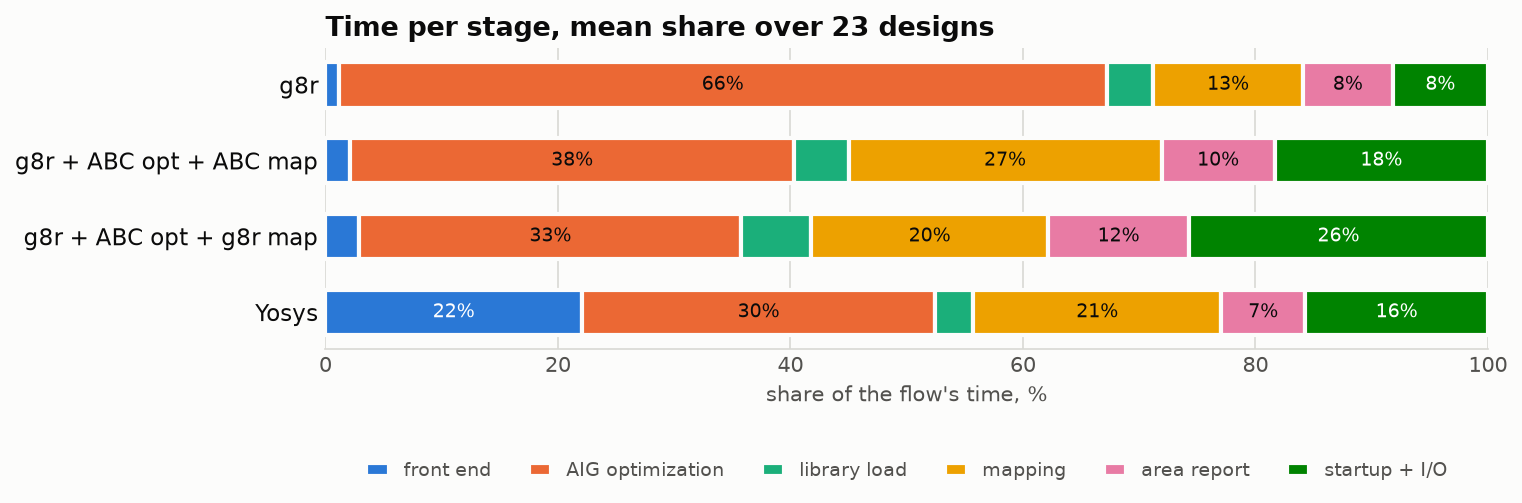 Time per stage, mean share over 23 designs
g8r
66%
13%
8%
8%
g8r + ABC opt + ABC map
38%
27%
10%
18%
g8r + ABC opt + g8r map
33%
20%
12%
26%
Yosys
22%
30%
21%
7%
16%
0 20 40 60 80 100
share of the flow's time, %
front end AIG optimization library load mapping area report startup + I/O